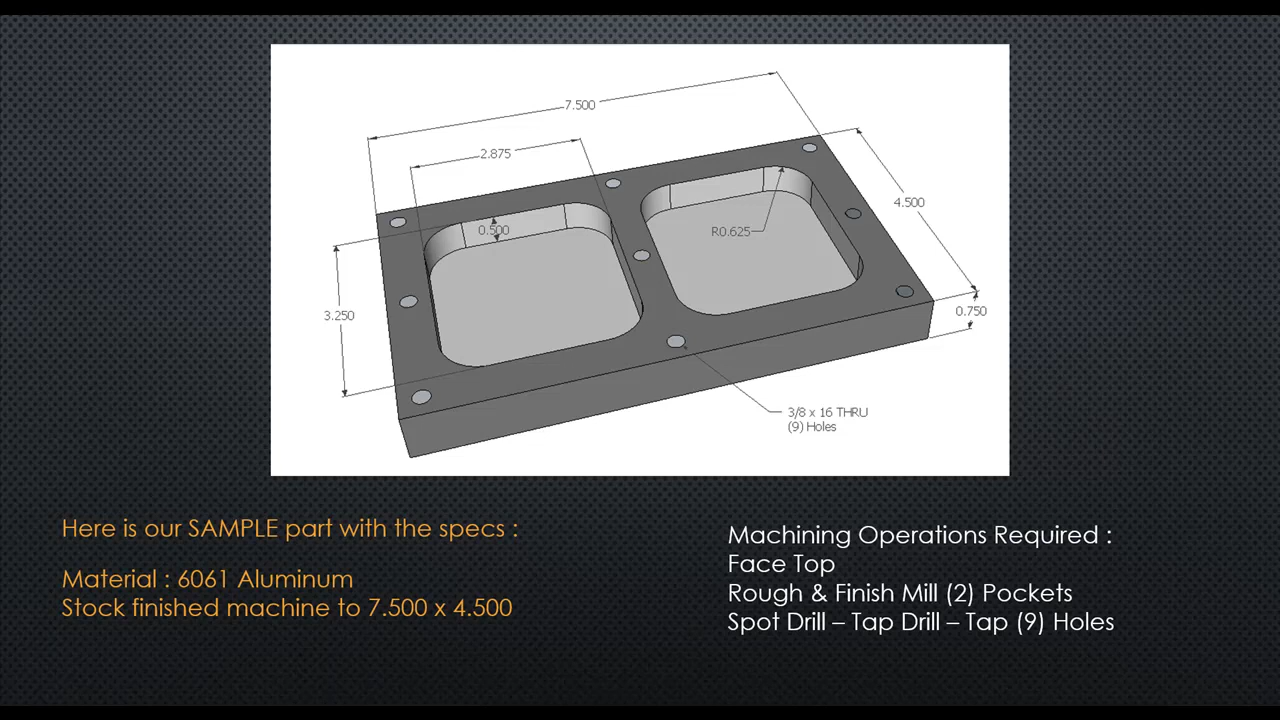 7.500
2.875
4.500
0.500
R0.625
3.250
0.750
3/8 x 16 THRU
(9) Holes
Here is our SAMPLE part with the specs :
Material : 6061 Aluminum
Stock finished machine to 7.500 x 4.500
Machining Operations Required :
Face Top
Rough & Finish Mill (2) Pockets
Spot Drill – Tap Drill – Tap (9) Holes